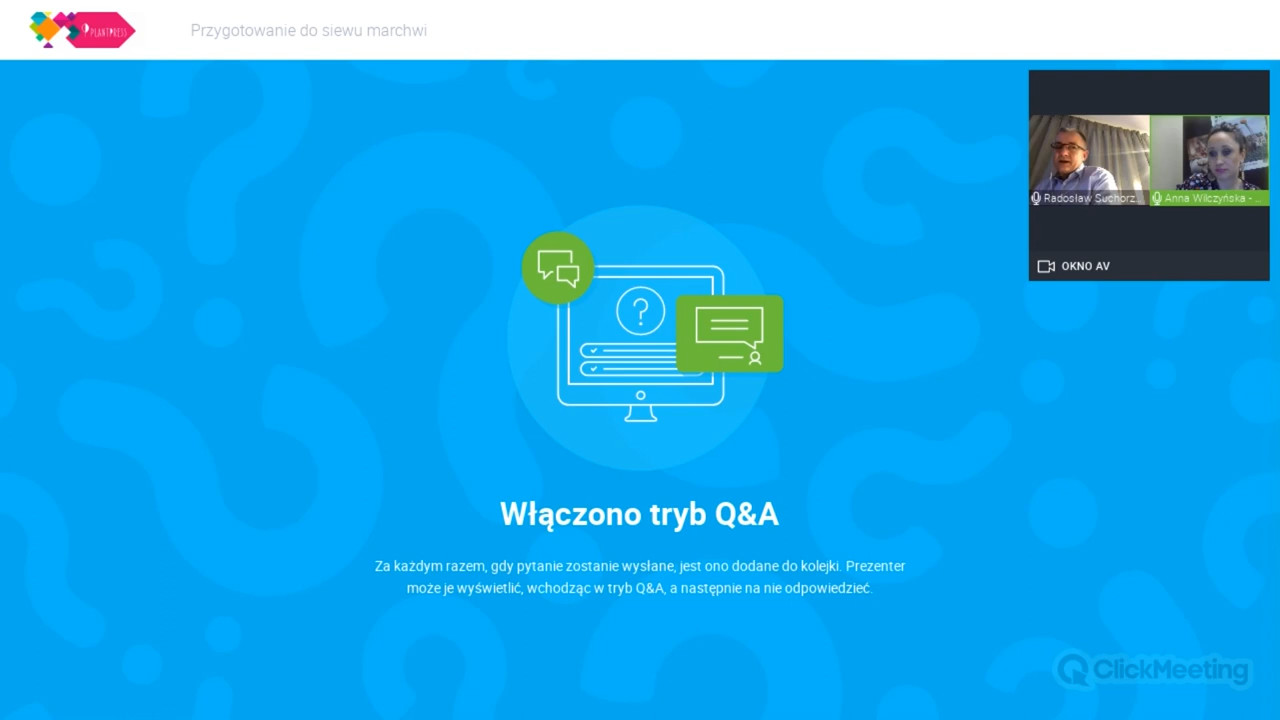 PLANTPRESS
Przygotowanie do siewu marchwi
Radosław Suchorz...
Anna Wilczyńska - ...
OKNO AV
Włączono tryb Q&A
Za każdym razem, gdy pytanie zostanie wysłane, jest ono dodane do kolejki. Prezenter
może je wyświetlić, wchodząc w tryb Q&A, a następnie na nie odpowiedzieć.
ClickMeeting